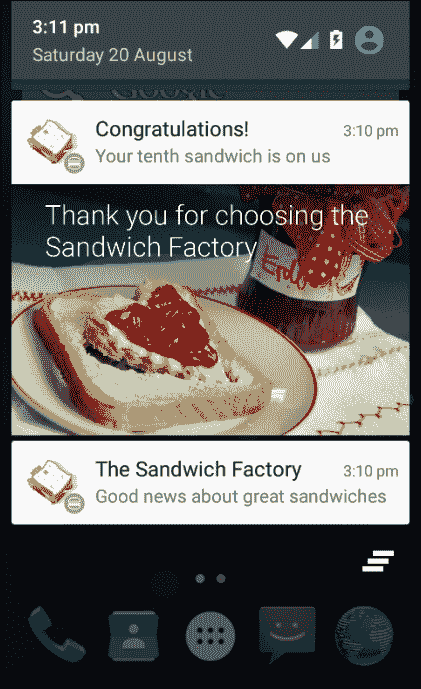 3:11 pm
Saturday 20 August
Google
Congratulations! 3:10 pm
Your tenth sandwich is on us
Thank you for choosing the
Sandwich Factory
The Sandwich Factory 3:10 pm
Good news about great sandwiches